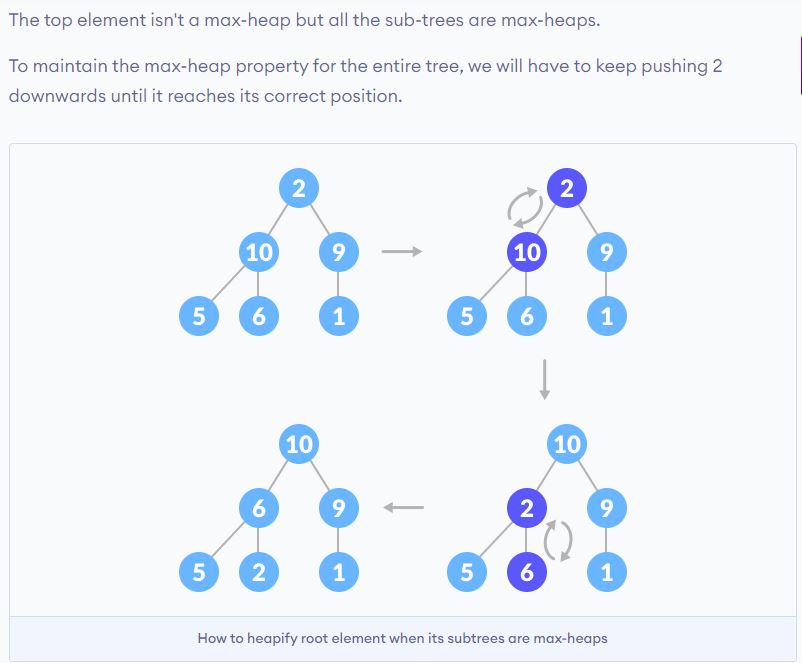 The top element isn't a max-heap but all the sub-trees are max-heaps.
To maintain the max-heap property for the entire tree, we will have to keep pushing 2
downwards until it reaches its correct position.
2
10 9
5 6 1
2
10 9
5 6 1
10
6 9
5 2 1
10
2 9
5 6 1
How to heapify root element when its subtrees are max-heaps